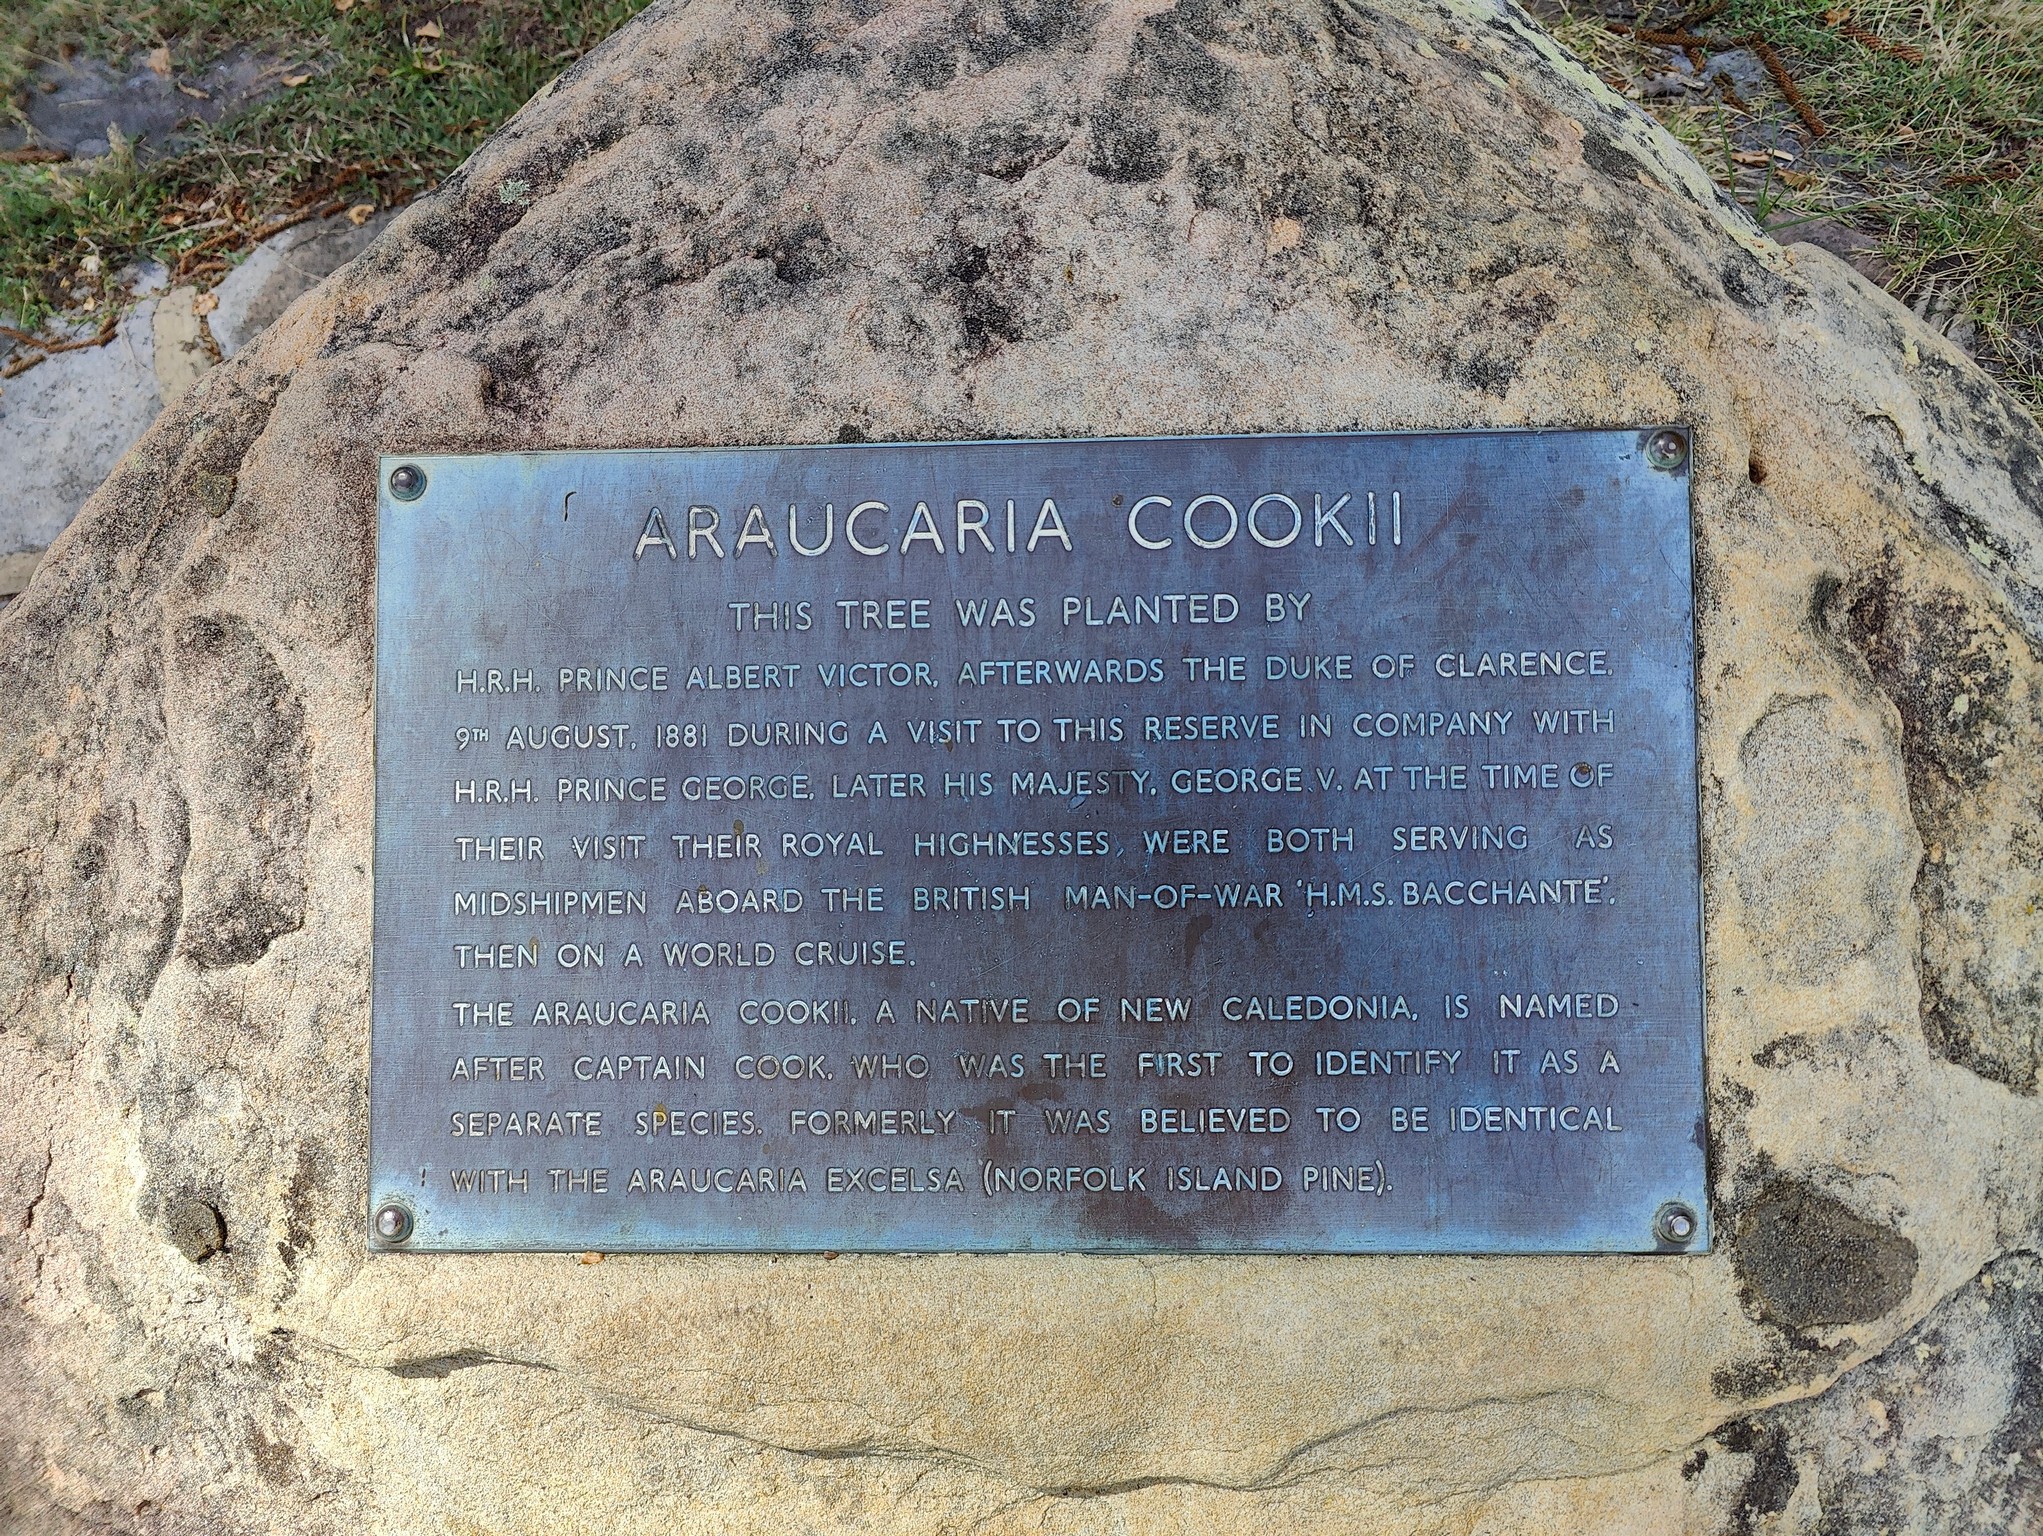 ARAUCARIA COOKII
THIS TREE WAS PLANTED BY
H.R.H. PRINCE ALBERT VICTOR, AFTERWARDS THE DUKE OF CLARENCE,
9TH AUGUST, 1881 DURING A VISIT TO THIS RESERVE IN COMPANY WITH
H.R.H. PRINCE GEORGE, LATER HIS MAJESTY, GEORGE V. AT THE TIME OF
THEIR VISIT THEIR ROYAL HIGHNESSES, WERE BOTH SERVING AS
MIDSHIPMEN ABOARD THE BRITISH MAN-OF-WAR 'H.M.S. BACCHANTE',
THEN ON A WORLD CRUISE.
THE ARAUCARIA COOKII, A NATIVE OF NEW CALEDONIA, IS NAMED
AFTER CAPTAIN COOK, WHO WAS THE FIRST TO IDENTIFY IT AS A
SEPARATE SPECIES. FORMERLY IT WAS BELIEVED TO BE IDENTICAL
WITH THE ARAUCARIA EXCELSA (NORFOLK ISLAND PINE).